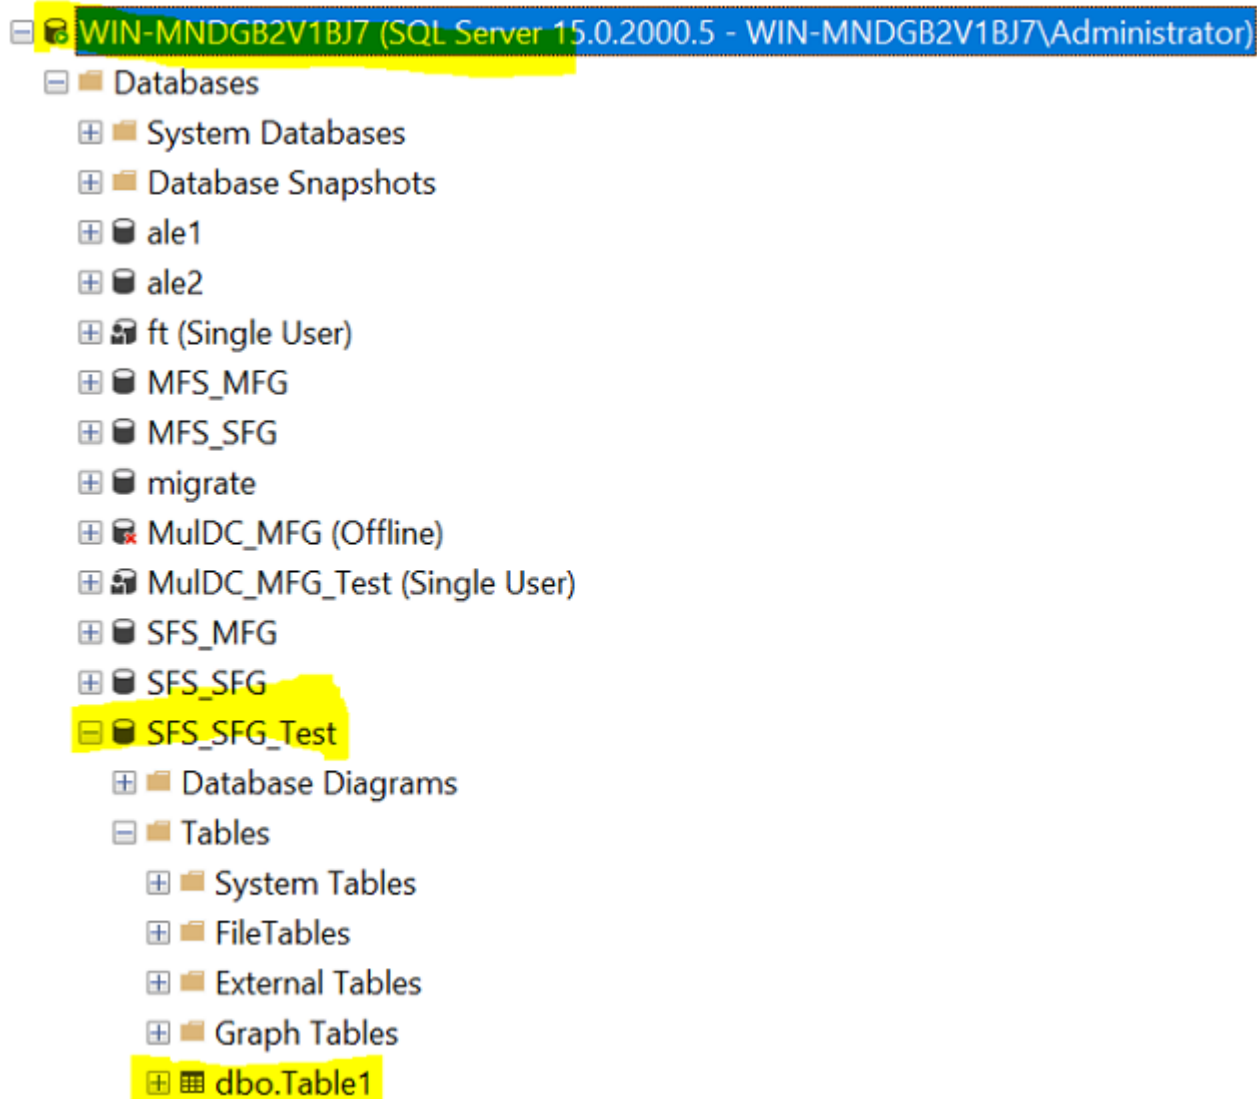 WIN-MNDGB2V1BJ7 (SQL Server 15.0.2000.5 - WIN-MNDGB2V1BJ7\Administrator)
Databases
System Databases
Database Snapshots
ale1
ale2
ft (Single User)
MFS_MFG
MFS_SFG
migrate
MulDC_MFG (Offline)
MulDC_MFG_Test (Single User)
SFS_MFG
SFS_SFG
SFS_SFG_Test
Database Diagrams
Tables
System Tables
FileTables
External Tables
Graph Tables
dbo.Table1